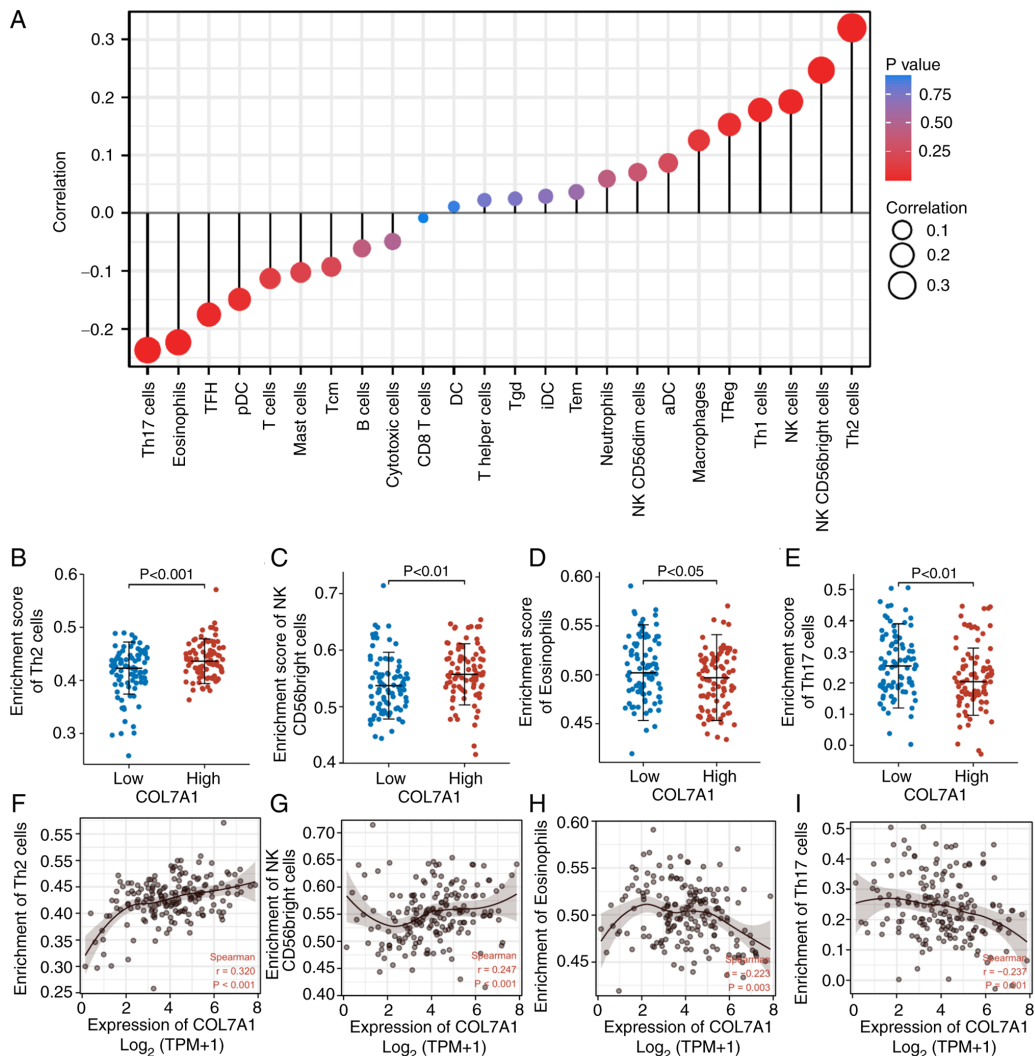 A
0.3
0.2
0.1
0.0
−0.1
−0.2
Correlation
P value
0.75
0.50
0.25
Correlation
0.1
0.2
0.3
Th17 cells
Eosinophils
TFH
pDC
T cells
Mast cells
Tcm
B cells
Cytotoxic cells
CD8 T cells
DC
T helper cells
Tgd
iDC
Tem
Neutrophils
NK CD56dim cells
aDC
Macrophages
TReg
Th1 cells
NK cells
NK CD56bright cells
Th2 cells
B
P<0.001
Enrichment score
of Th2 cells
0.6
0.5
0.4
0.3
Low
High
COL7A1
C
P<0.01
Enrichment score of NK
CD56bright cells
0.7
0.6
0.5
0.4
Low
High
COL7A1
D
P<0.05
Enrichment score
of Eosinophils
0.60
0.55
0.50
0.45
Low
High
COL7A1
E
P<0.01
Enrichment score
of Th17 cells
0.5
0.4
0.3
0.2
0.1
0.0
Low
High
COL7A1
F
Enrichment of Th2 cells
0.55
0.50
0.45
0.40
0.35
0.30
0.25
Spearman
r = 0.320
P < 0.001
0
2
4
6
8
Expression of COL7A1
Log2 (TPM+1)
G
Enrichment of NK
CD56bright cells
0.70
0.65
0.60
0.55
0.50
0.45
0.40
Spearman
r = 0.247
P < 0.001
0
2
4
6
8
Expression of COL7A1
Log2 (TPM+1)
H
Enrichment of Eosinophils
0.60
0.55
0.50
0.45
Spearman
r = −0.223
P = 0.003
0
2
4
6
8
Expression of COL7A1
Log2 (TPM+1)
I
Enrichment of Th17 cells
0.5
0.4
0.3
0.2
0.1
0.0
Spearman
r = −0.237
P = 0.001
0
2
4
6
8
Expression of COL7A1
Log2 (TPM+1)